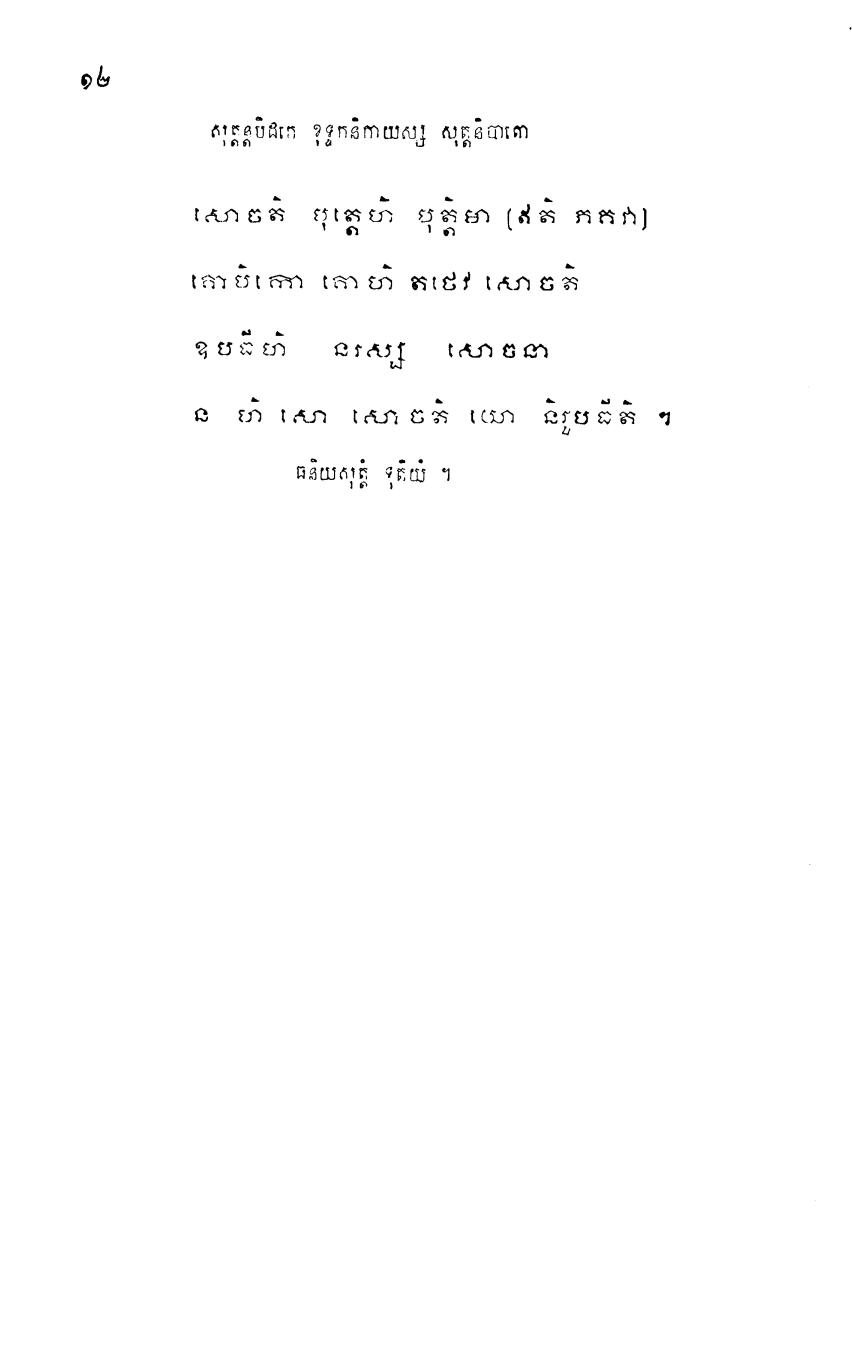 ១២
សុត្តន្តបិដកេ ខុទ្ទកនិកាយស្ស សុត្តនិបាតោ
សោចតិ បុត្តេហិ បុត្តិមា (ឥតិ ភគវា)
គោបិកោ គោហិ តថេវ សោចតិ
ឧបធីហិ នរស្ស សោចនា
ន ហិ សោ សោចតិ យោ និរូបធីតិ ។
ធនិយសុត្តំ ទុតិយំ ។